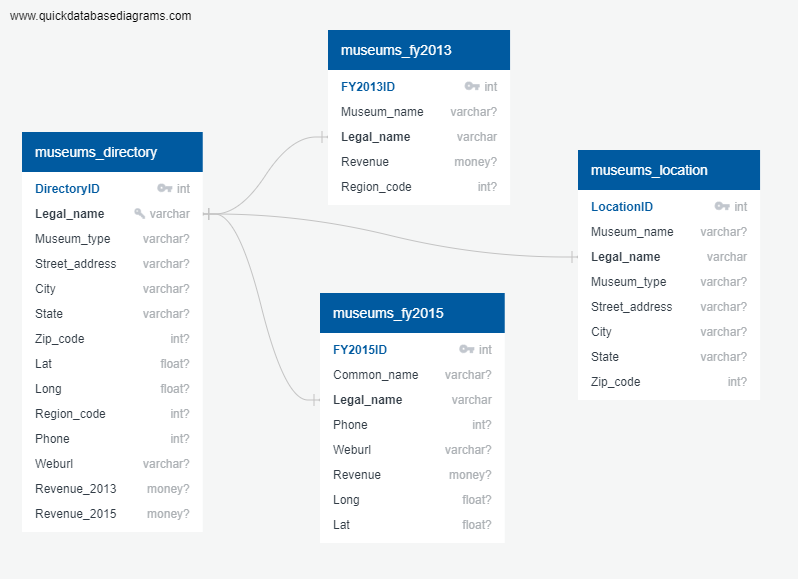 www.quickdatabasediagrams.com
museums_directory
DirectoryID int
Legal_name varchar
Museum_type varchar?
Street_address varchar?
City varchar?
State varchar?
Zip_code int?
Lat float?
Long float?
Region_code int?
Phone int?
Weburl varchar?
Revenue_2013 money?
Revenue_2015 money?
museums_fy2013
FY2013ID int
Museum_name varchar?
Legal_name varchar
Revenue money?
Region_code int?
museums_fy2015
FY2015ID int
Common_name varchar?
Legal_name varchar
Phone int?
Weburl varchar?
Revenue money?
Long float?
Lat float?
museums_location
LocationID int
Museum_name varchar?
Legal_name varchar
Museum_type varchar?
Street_address varchar?
City varchar?
State varchar?
Zip_code int?